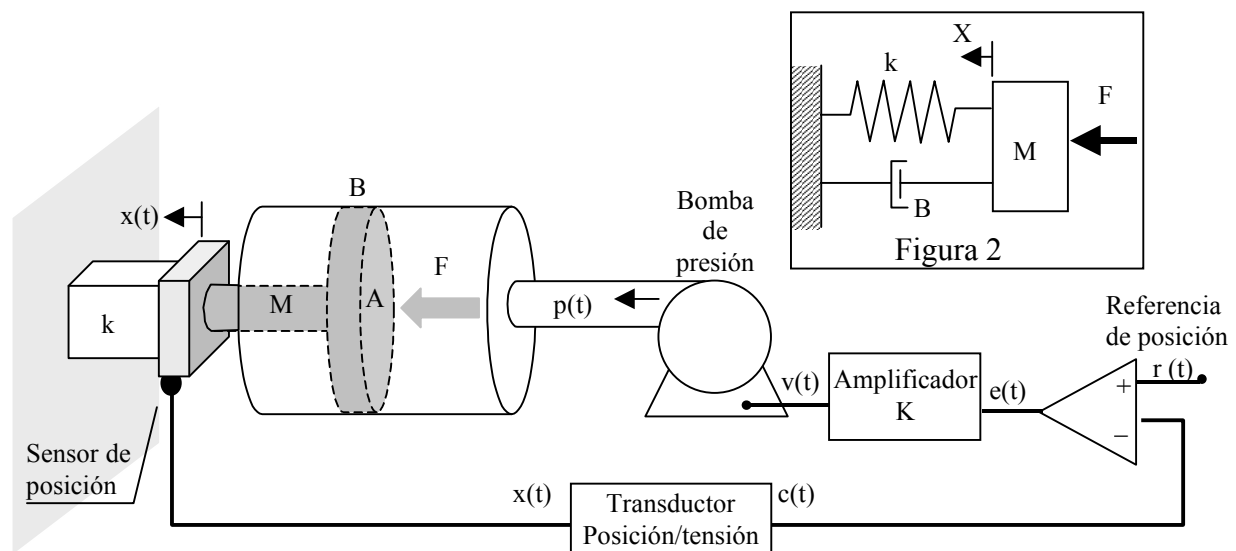 X
k
F
M
B
Figura 2
B
x(t)
F
k
M
A
p(t)
Bomba
de
presión
v(t)
Amplificador
K
e(t)
Referencia
de posición
r (t)
+
−
Sensor de
posición
x(t)
Transductor
Posición/tensión
c(t)